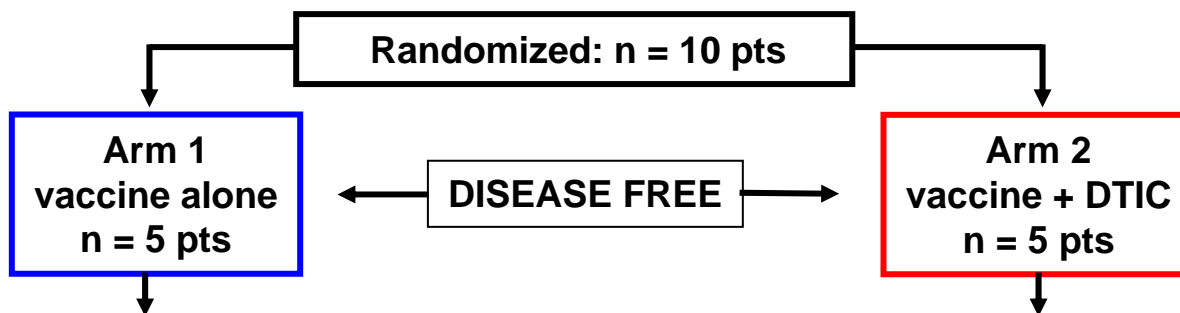 Randomized: n = 10 pts
Arm 1
vaccine alone
n = 5 pts
DISEASE FREE
Arm 2
vaccine + DTIC
n = 5 pts